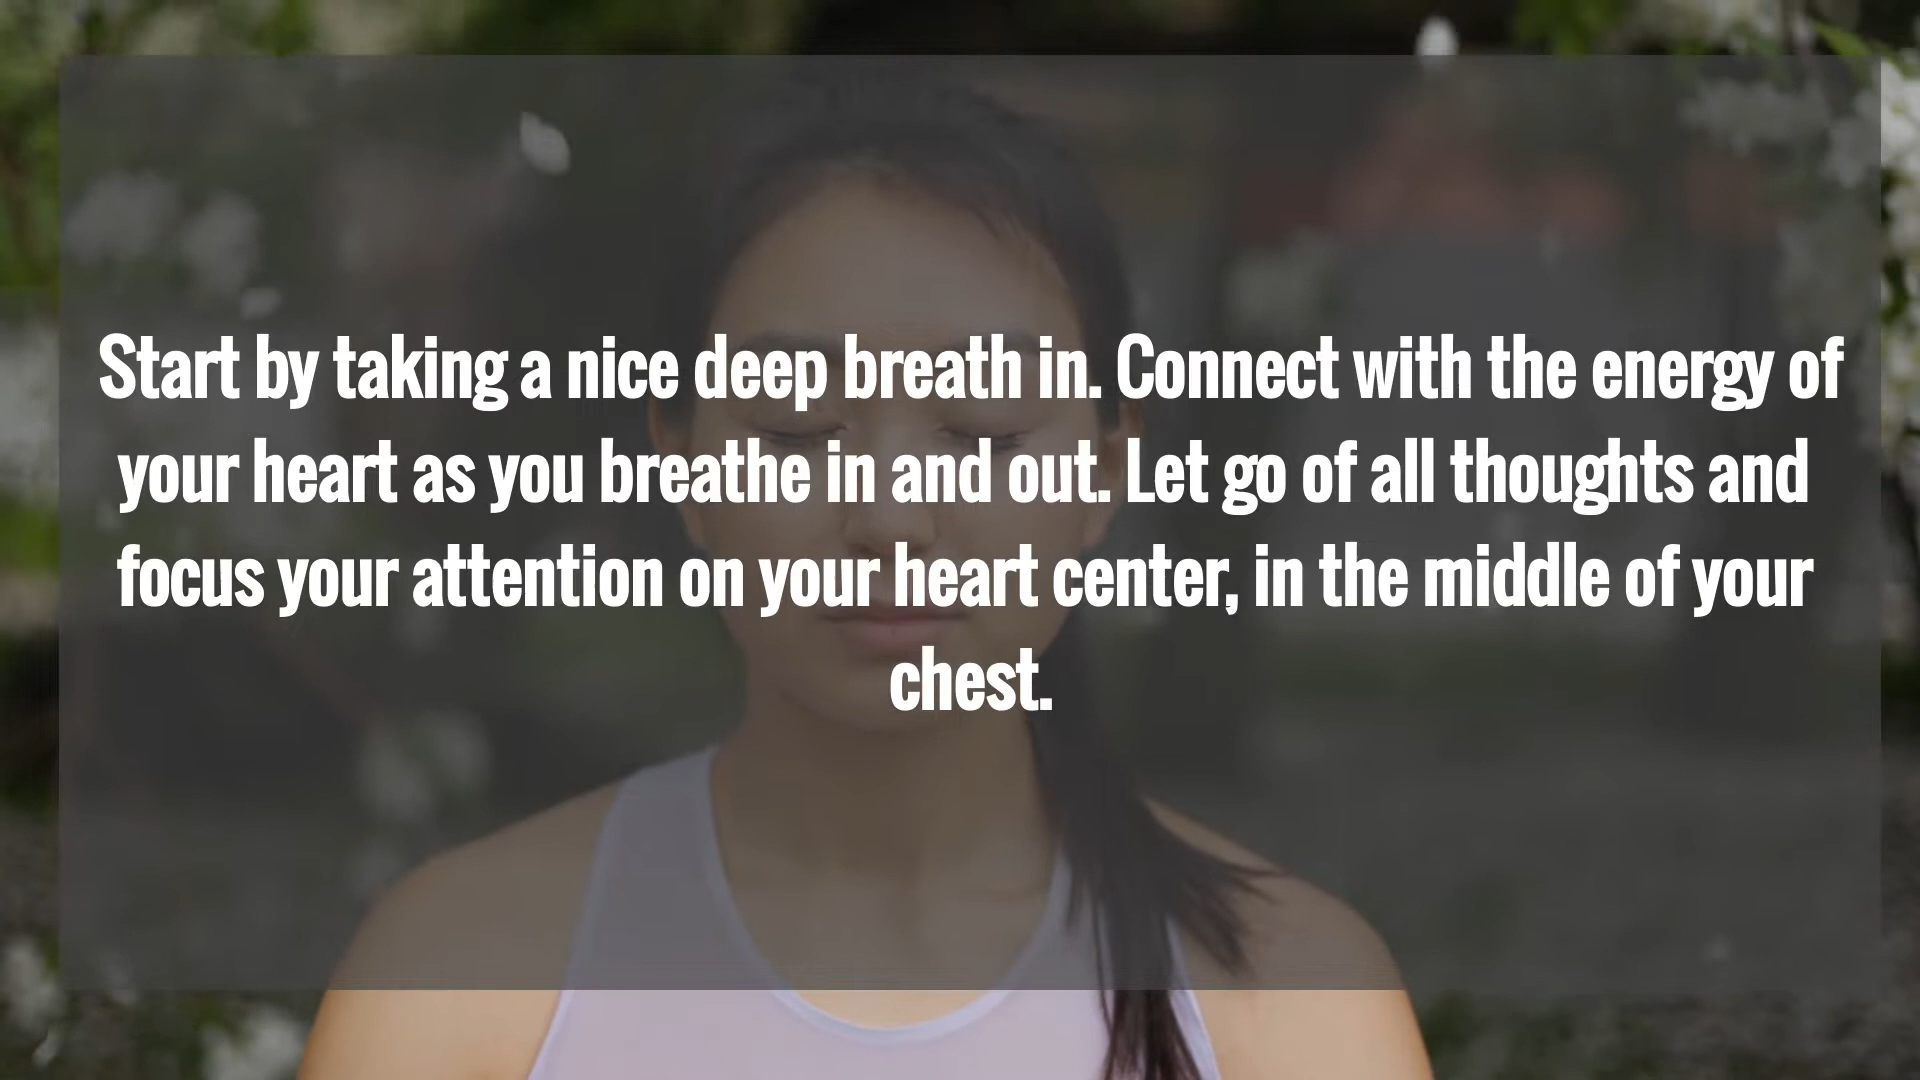 Start by taking a nice deep breath in. Connect with the energy of
your heart as you breathe in and out. Let go of all thoughts and
focus your attention on your heart center, in the middle of your
chest.